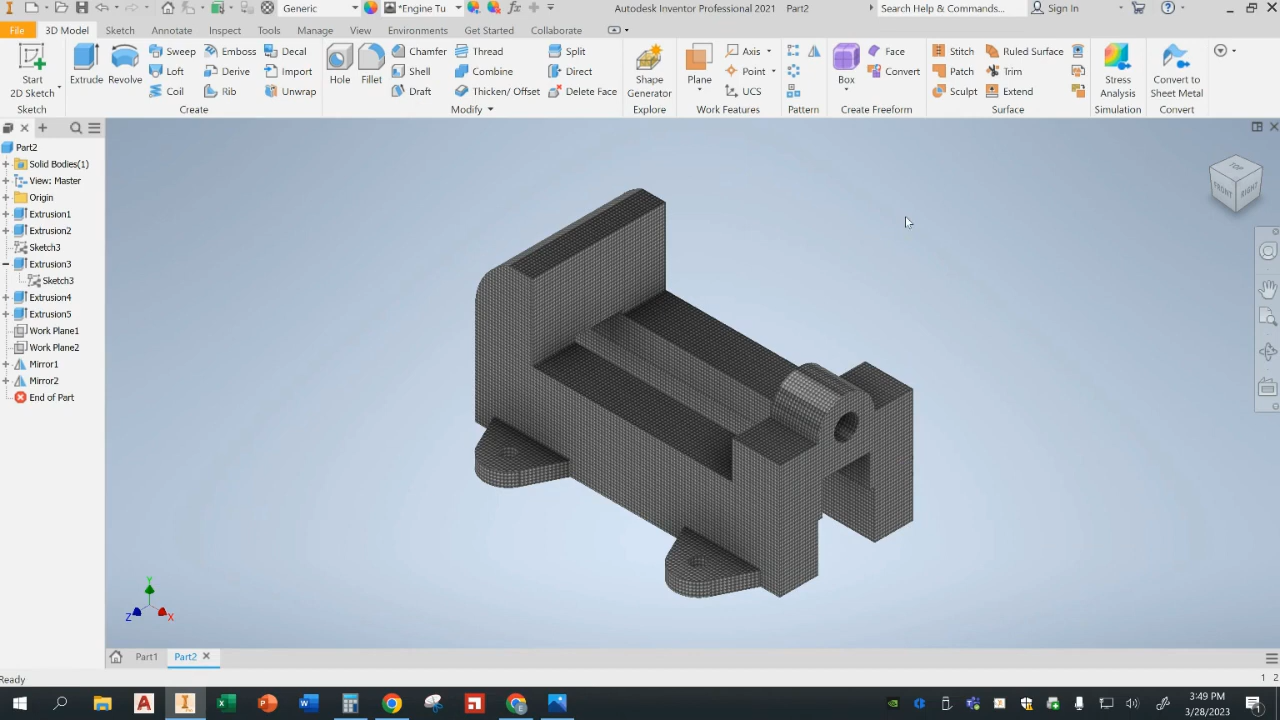 Generic
*Engine Tu
fx
Autodesk Inventor Professional 2021 Part2
Search Help & Commands...
Sign In
File
3D Model
Sketch
Annotate
Inspect
Tools
Manage
View
Environments
Get Started
Collaborate
Start
2D Sketch
Sketch
Extrude
Revolve
Sweep
Emboss
Decal
Loft
Derive
Import
Coil
Rib
Unwrap
Create
Hole
Fillet
Chamfer
Thread
Split
Shell
Combine
Direct
Draft
Thicken/ Offset
Delete Face
Modify
Shape
Generator
Explore
Plane
Axis
Point
UCS
Work Features
Pattern
Box
Face
Convert
Create Freeform
Stitch
Ruled Surface
Patch
Trim
Sculpt
Extend
Surface
Stress
Analysis
Simulation
Convert to
Sheet Metal
Convert
Part2
Solid Bodies(1)
View: Master
Origin
Extrusion1
Extrusion2
Sketch3
Extrusion3
Sketch3
Extrusion4
Extrusion5
Work Plane1
Work Plane2
Mirror1
Mirror2
End of Part
TOP
FRONT
RIGHT
Y
Z
X
Part1
Part2
Ready
1 2
3:49 PM
3/28/2023